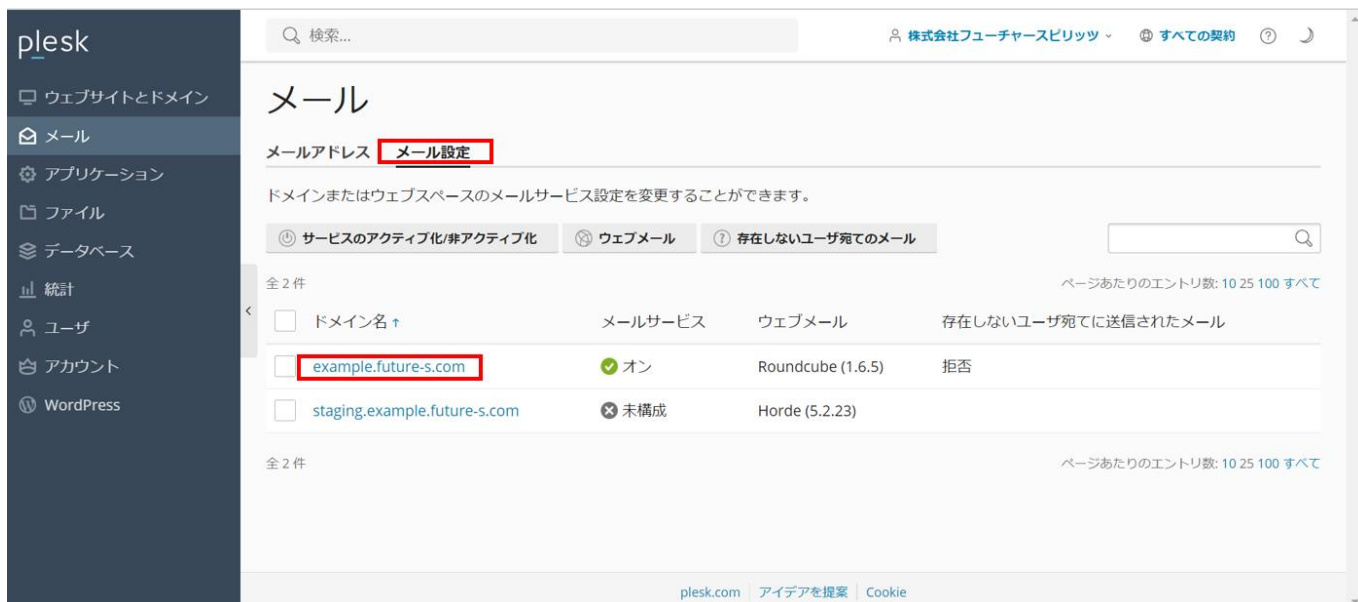 plesk
検索...
株式会社フューチャースピリッツ
すべての契約
ウェブサイトとドメイン
メール
アプリケーション
ファイル
データベース
統計
ユーザ
アカウント
WordPress
メール
メールアドレス メール設定
ドメインまたはウェブスペースのメールサービス設定を変更することができます。
サービスのアクティブ化/非アクティブ化 ウェブメール 存在しないユーザ宛てのメール
全 2 件 ページあたりのエントリ数: 10 25 100 すべて
ドメイン名↑ メールサービス ウェブメール 存在しないユーザ宛てに送信されたメール
example.future-s.com オン Roundcube (1.6.5) 拒否
staging.example.future-s.com 未構成 Horde (5.2.23)
全 2 件 ページあたりのエントリ数: 10 25 100 すべて
plesk.com アイデアを提案 Cookie